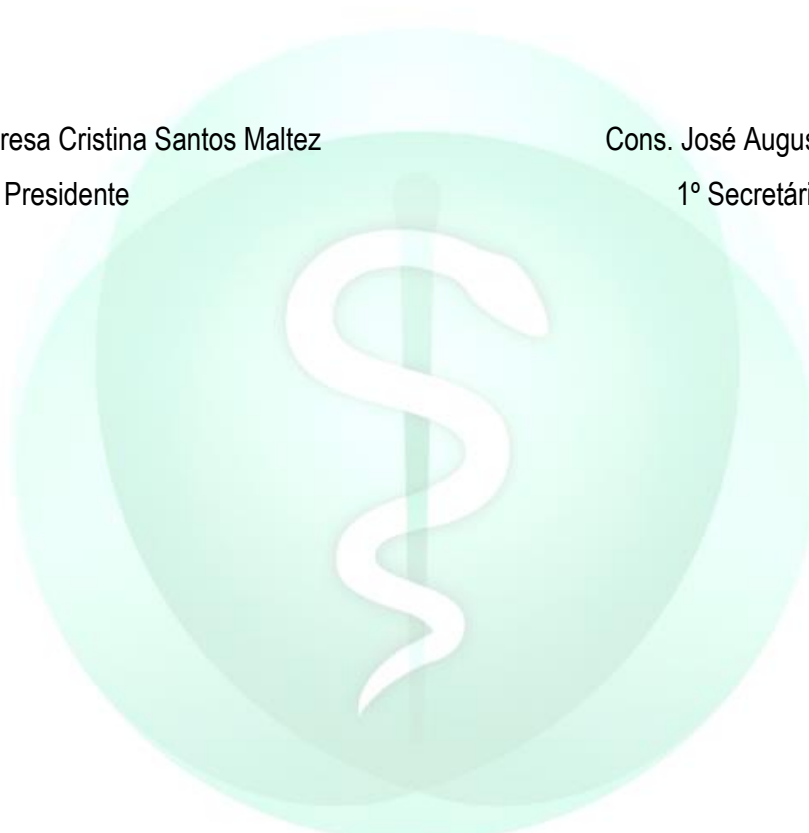 resa Cristina Santos Maltez Cons. José Augus
Presidente 1º Secretári